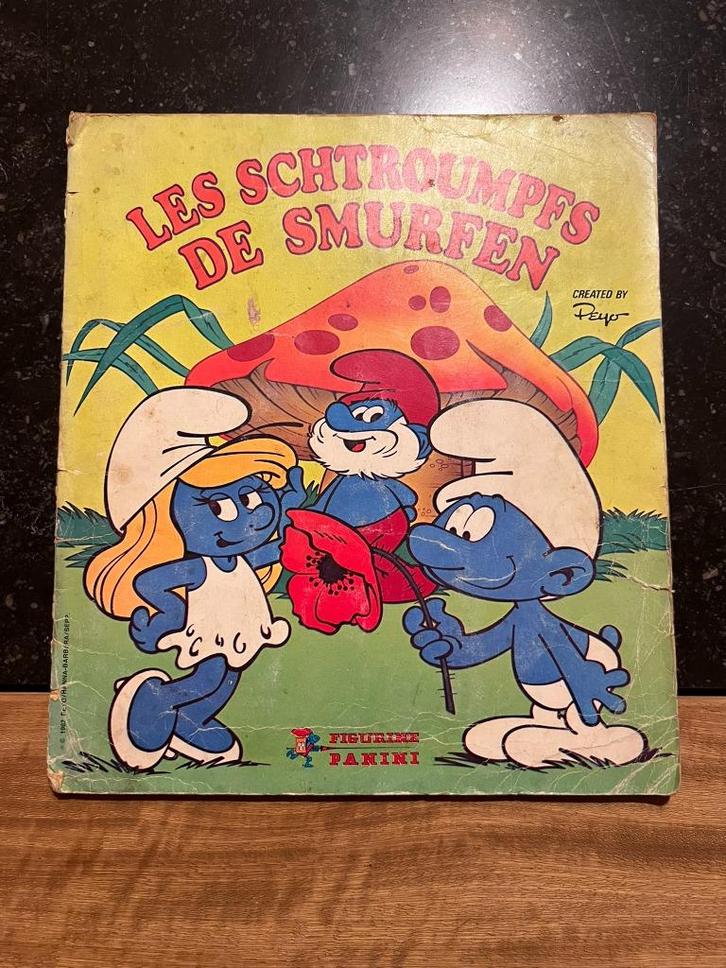 LES SCHTROUMPFS
DE SMURFEN
CREATED BY
Peyo
FIGURINE
PANINI